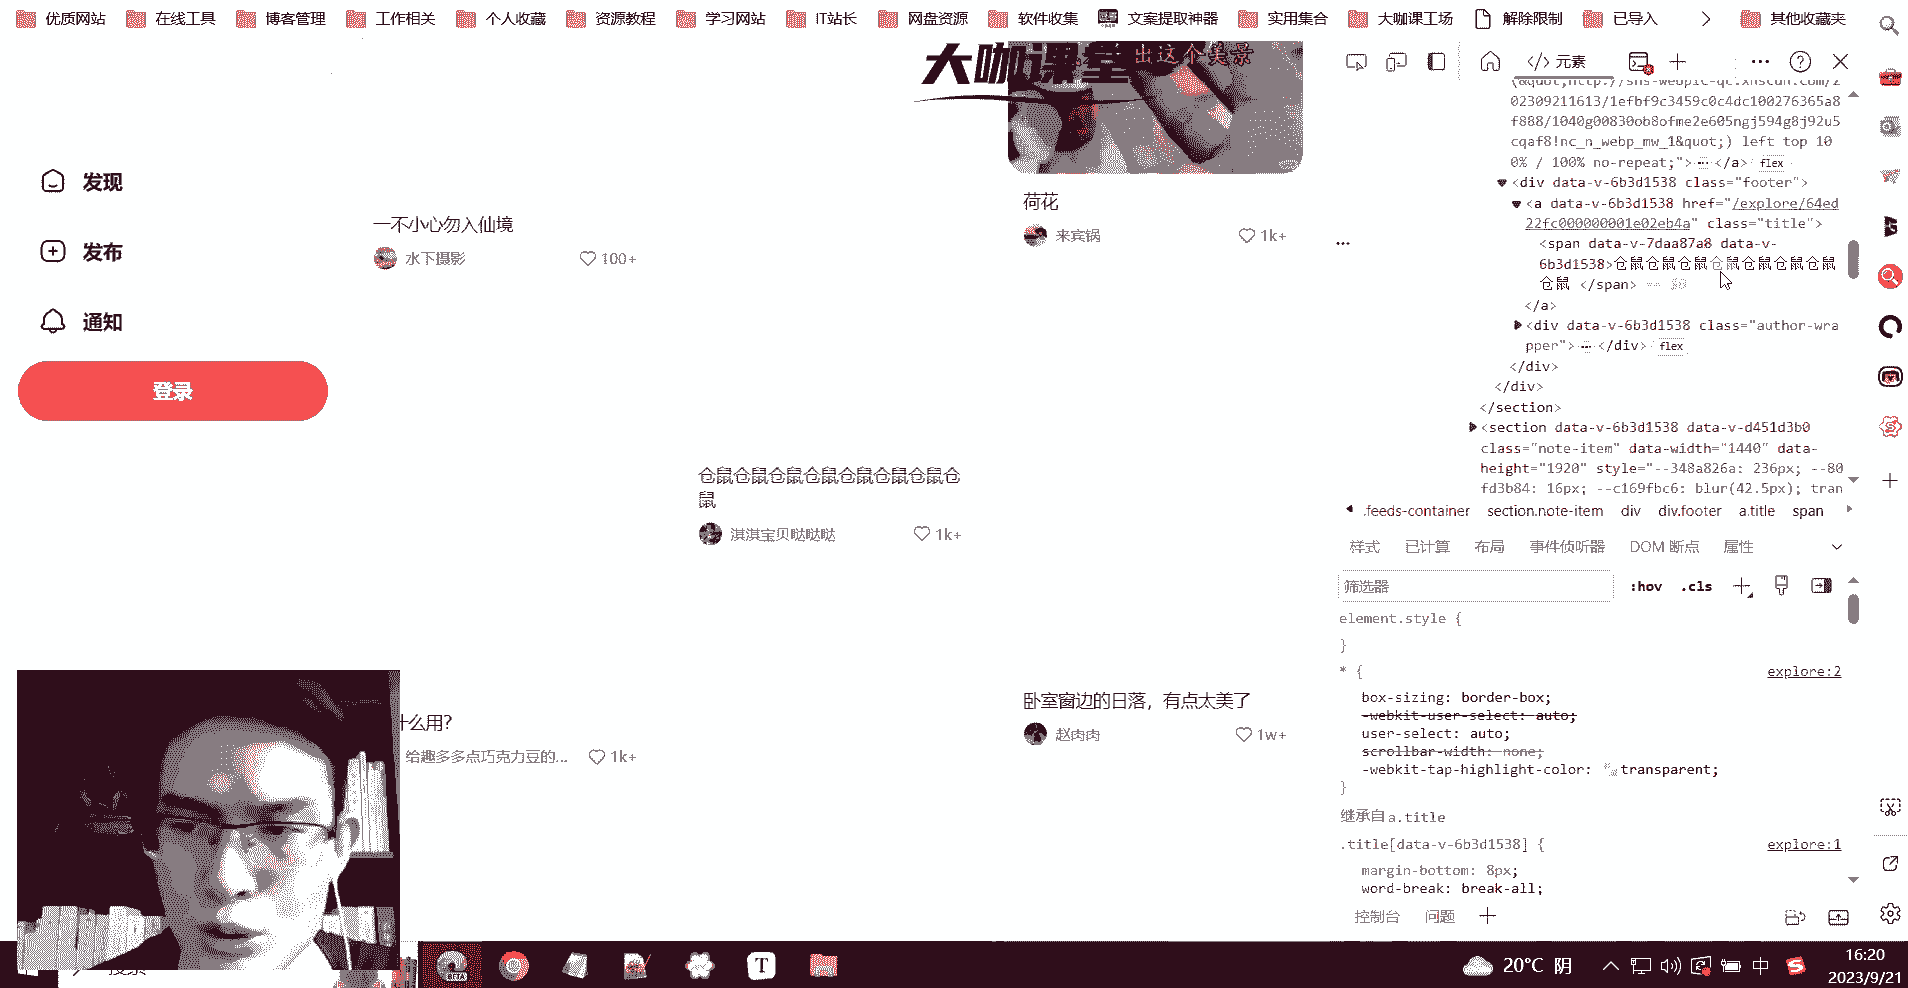 优质网站 在线工具 博客管理 工作相关 个人收藏 资源教程 学习网站 IT站长 网盘资源 软件收集 文案提取神器 实用集合 大咖课工场 解除限制 已导入 其他收藏夹
大咖课堂
出这个美景
发现
发布
通知
登录
一不小心勿入仙境
水下摄影 100+
荷花
来宾锅 1k+
仓鼠仓鼠仓鼠仓鼠仓鼠仓鼠仓鼠仓
鼠
淇淇宝贝哒哒哒 1k+
什么用?
给趣多多点巧克力豆的... 1k+
卧室窗边的日落，有点太美了
赵肉肉 1w+
元素
(&quot;http://sns-webpic-qc.xhscdn.com/2
02309211613/1efbf9c3459c0c4dc100276365a8
f888/1040g00830ob8ofme2e605ngj594g8j92u5
cqaf8!nc_n_webp_mw_1&quot;) left top 10
0% / 100% no-repeat;"> … </a> flex
<div data-v-6b3d1538 class="footer">
<a data-v-6b3d1538 href="/explore/64ed
22fc000000001e02eb4a" class="title">
<span data-v-7daa87a8 data-v-
6b3d1538>仓鼠仓鼠仓鼠仓鼠仓鼠仓鼠仓鼠
仓鼠 </span> == $0
</a>
<div data-v-6b3d1538 class="author-wra
pper"> … </div> flex
</div>
</div>
</section>
<section data-v-6b3d1538 data-v-d451d3b0
class="note-item" data-width="1440" data-
height="1920" style="--348a826a: 236px; --80
fd3b84: 16px; --c169fbc6: blur(42.5px); tran
.feeds-container section.note-item div div.footer a.title span
样式 已计算 布局 事件侦听器 DOM 断点 属性
筛选器 :hov .cls
element.style {
}
* { explore:2
box-sizing: border-box;
-webkit-user-select: auto;
user-select: auto;
scrollbar-width: none;
-webkit-tap-highlight-color: transparent;
}
继承自 a.title
.title[data-v-6b3d1538] { explore:1
margin-bottom: 8px;
word-break: break-all;
控制台 问题
BETA
T
20°C 阴
中
16:20
2023/9/21